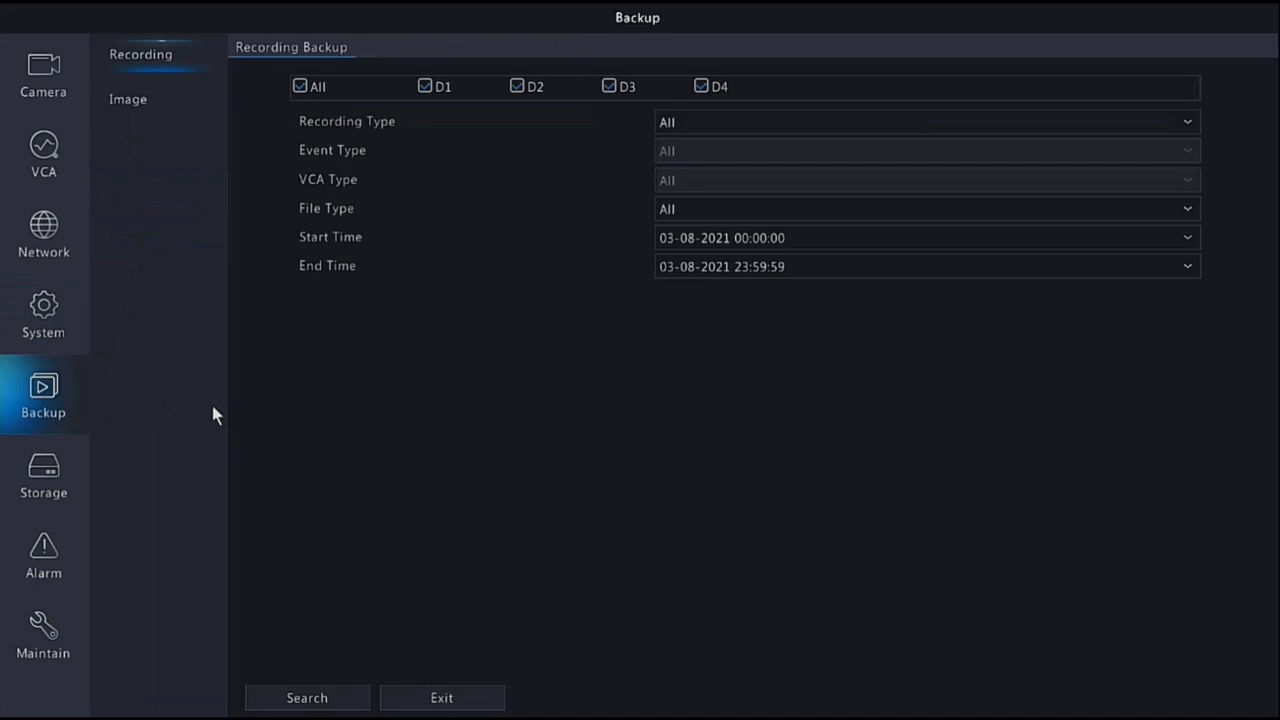 Backup
Camera
VCA
Network
System
Backup
Storage
Alarm
Maintain
Recording
Image
Recording Backup
All D1 D2 D3 D4
Recording Type All
Event Type All
VCA Type All
File Type All
Start Time 03-08-2021 00:00:00
End Time 03-08-2021 23:59:59
Search Exit